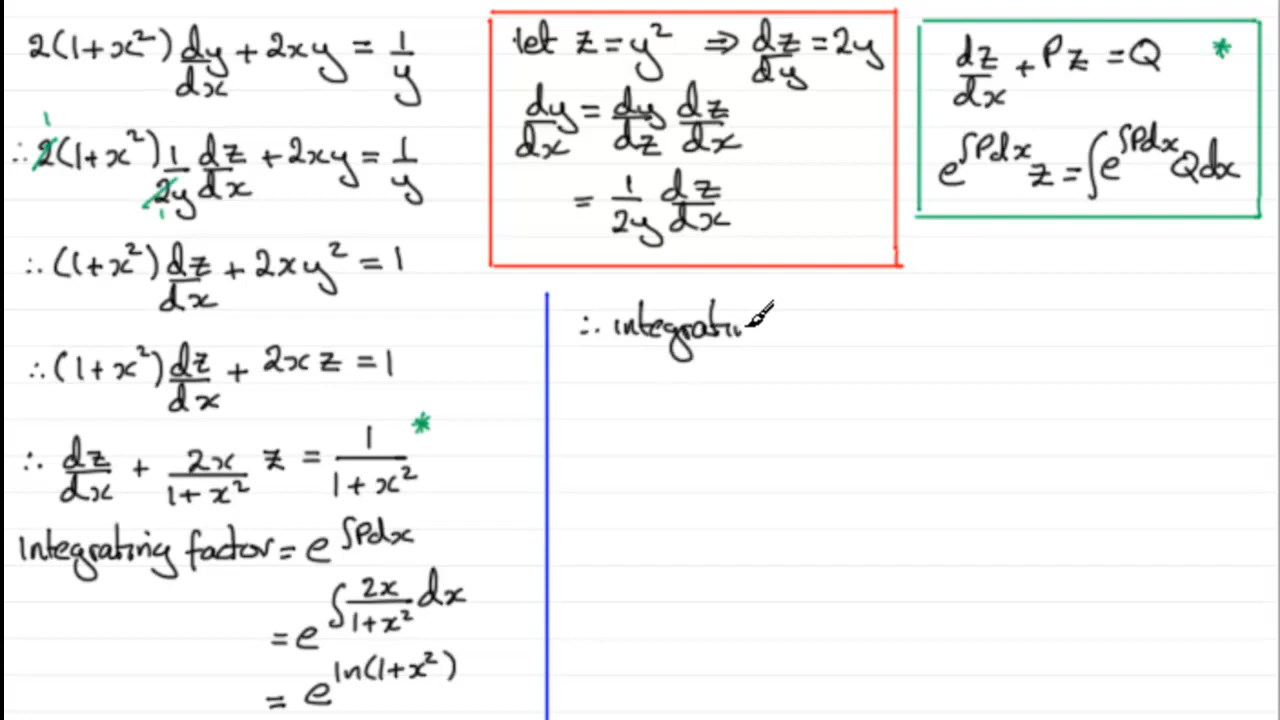 2(1+x²) dy/dx + 2xy = 1/y
∴ 2(1+x²) 1/2y dz/dx + 2xy = 1/y
1
1
∴ (1+x²) dz/dx + 2xy² = 1
∴ (1+x²) dz/dx + 2xz = 1
∴ dz/dx + 2x/(1+x²) z = 1/(1+x²) *
Integrating factor = e^∫Pdx
= e^∫ 2x/(1+x²) dx
= e^ln(1+x²)
let z = y² ⇒ dz/dy = 2y
dy/dx = dy/dz dz/dx
= 1/2y dz/dx
dz/dx + Pz = Q *
e^∫Pdx z = ∫ e^∫Pdx Q dx
∴ integratin